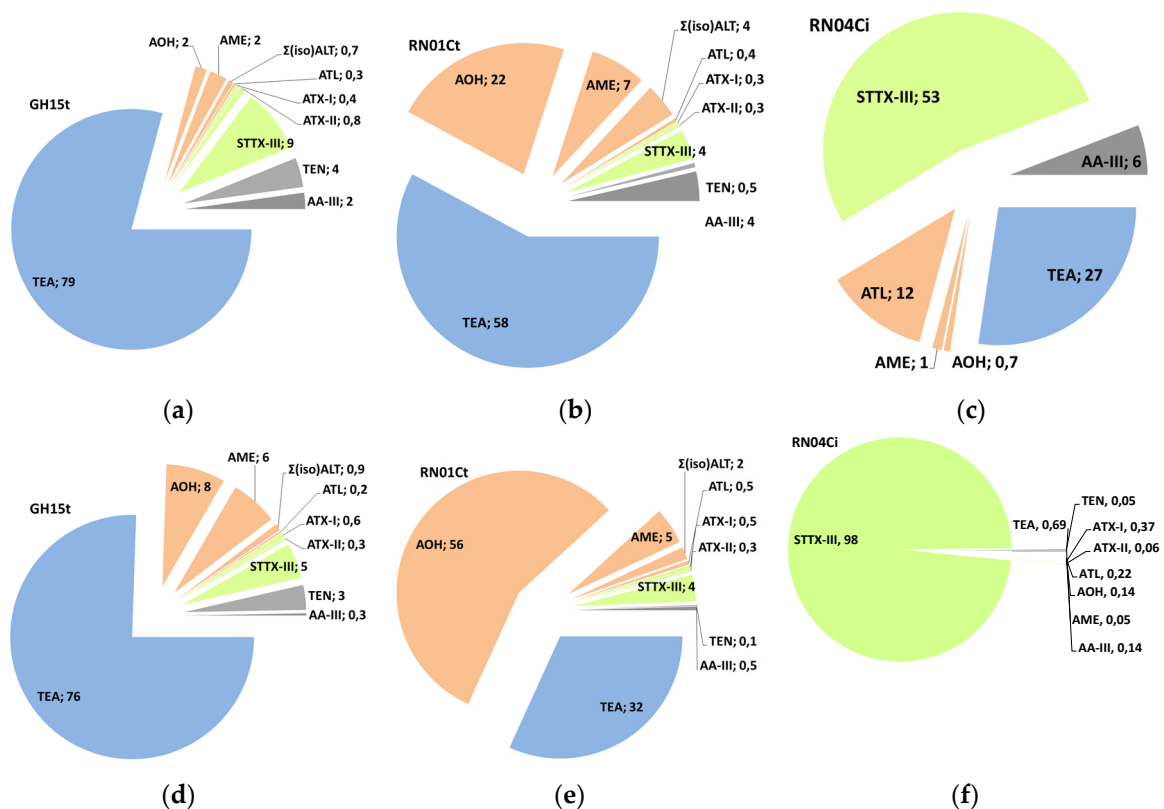 GH15t
AOH; 2
AME; 2
Σ(iso)ALT; 0,7
ATL; 0,3
ATX-I; 0,4
ATX-II; 0,8
STTX-III; 9
TEN; 4
AA-III; 2
TEA; 79
(a)
RN01Ct
AOH; 22
AME; 7
Σ(iso)ALT; 4
ATL; 0,4
ATX-I; 0,3
ATX-II; 0,3
STTX-III; 4
TEN; 0,5
AA-III; 4
TEA; 58
(b)
RN04Ci
STTX-III; 53
AA-III; 6
TEA; 27
ATL; 12
AME; 1
AOH; 0,7
(c)
GH15t
AOH; 8
AME; 6
Σ(iso)ALT; 0,9
ATL; 0,2
ATX-I; 0,6
ATX-II; 0,3
STTX-III; 5
TEN; 3
AA-III; 0,3
TEA; 76
(d)
RN01Ct
AOH; 56
AME; 5
Σ(iso)ALT; 2
ATL; 0,5
ATX-I; 0,5
ATX-II; 0,3
STTX-III; 4
TEN; 0,1
AA-III; 0,5
TEA; 32
(e)
RN04Ci
STTX-III, 98
TEA, 0,69
TEN, 0,05
ATX-I, 0,37
ATX-II, 0,06
ATL, 0,22
AOH, 0,14
AME, 0,05
AA-III, 0,14
(f)